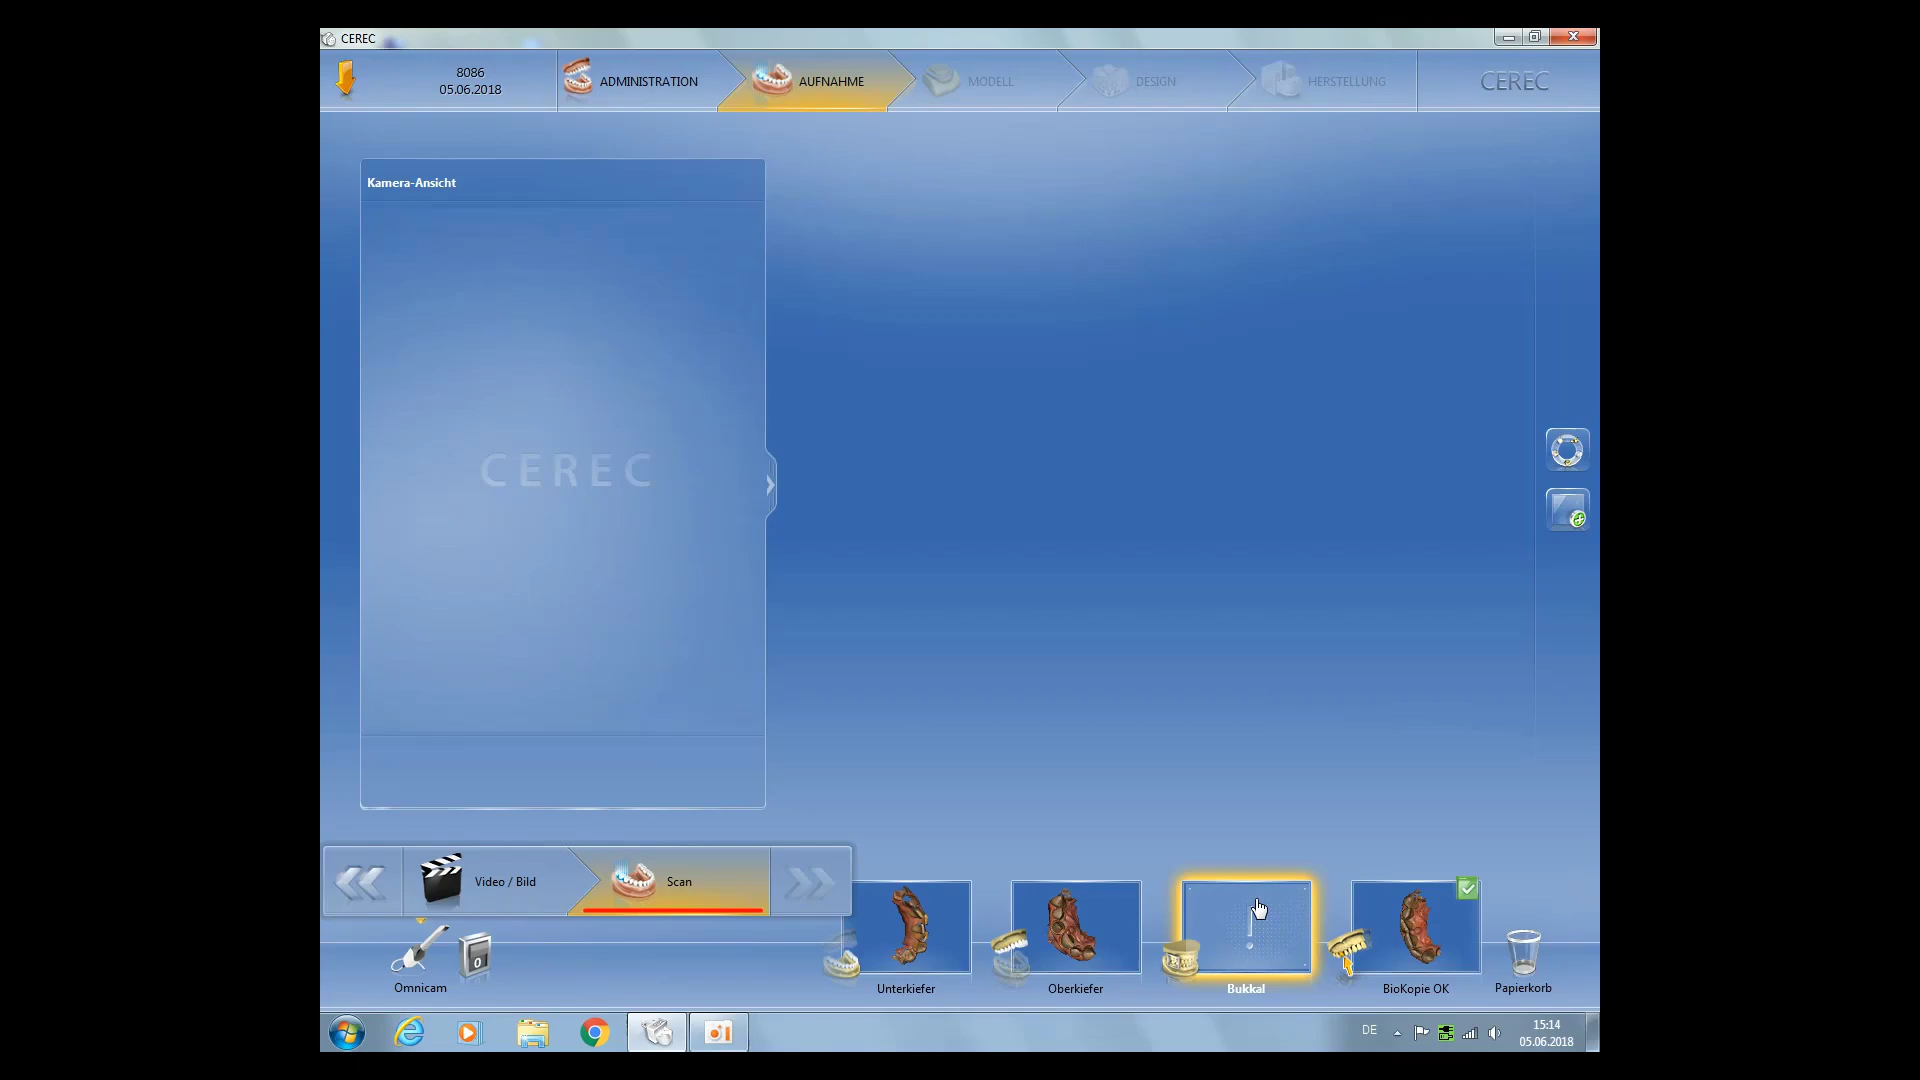 CEREC
8086
05.06.2018
ADMINISTRATION
AUFNAHME
MODELL
DESIGN
HERSTELLUNG
CEREC
Kamera-Ansicht
CEREC
Video / Bild
Scan
Omnicam
0
Unterkiefer
Oberkiefer
Bukkal
BioKopie OK
Papierkorb
DE
15:14
05.06.2018